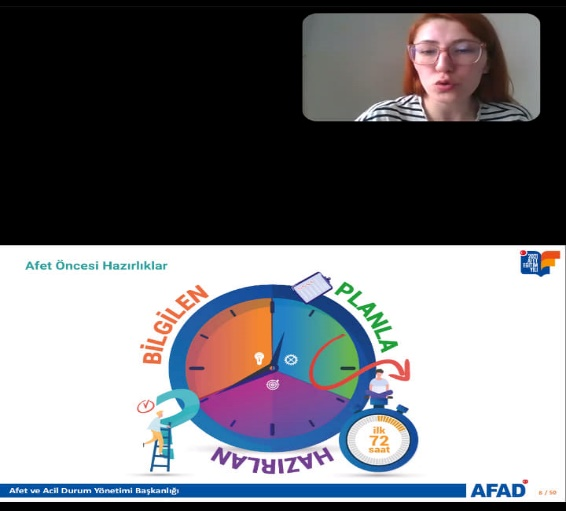 Afet Öncesi Hazırlıklar
BİLGİLEN
PLANLA
HAZIRLAN
ilk
72
saat
Afet ve Acil Durum Yönetimi Başkanlığı
AFAD
8 / 50